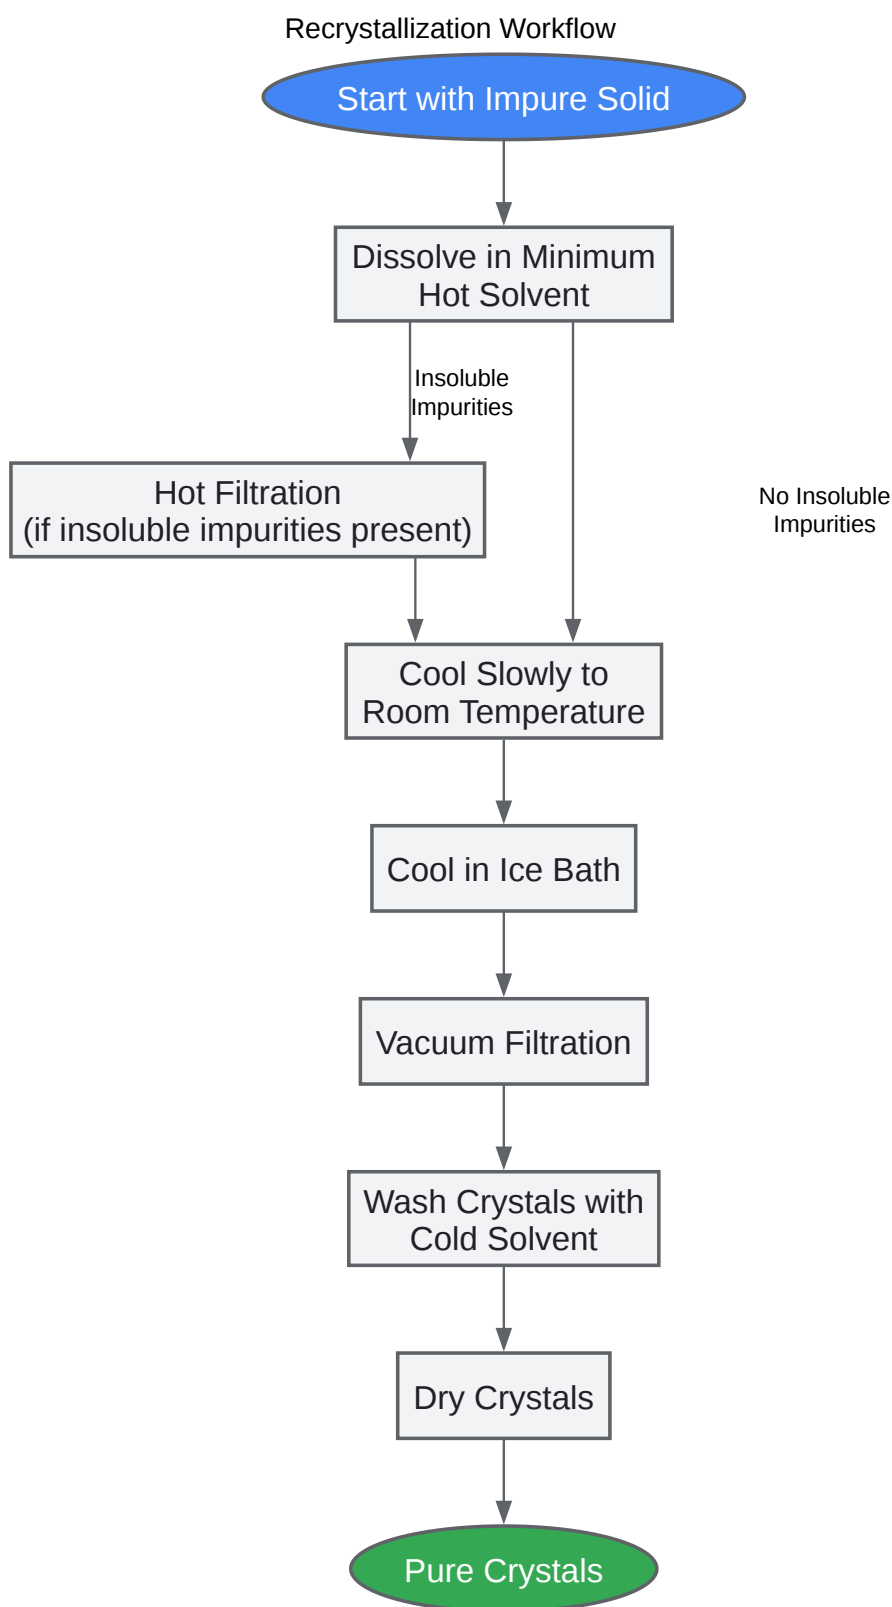 Recrystallization Workflow
Start with Impure Solid
Dissolve in Minimum
Hot Solvent
Insoluble
Impurities
Hot Filtration
(if insoluble impurities present)
No Insoluble
Impurities
Cool Slowly to
Room Temperature
Cool in Ice Bath
Vacuum Filtration
Wash Crystals with
Cold Solvent
Dry Crystals
Pure Crystals